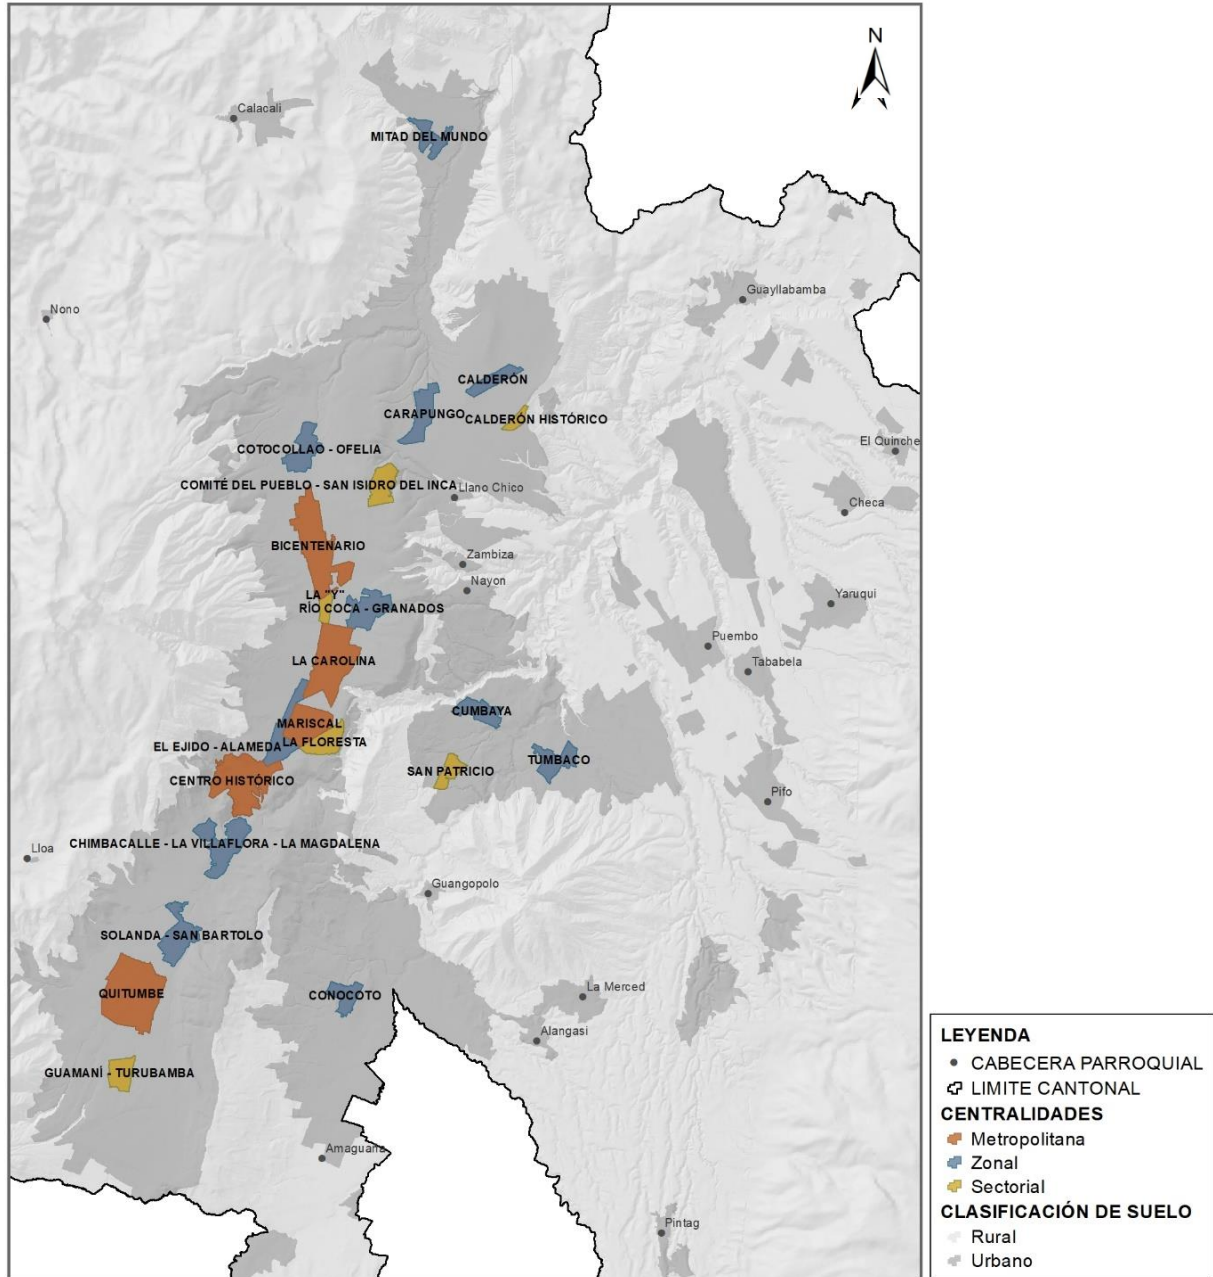 N
Calacali
MITAD DEL MUNDO
Guayllabamba
Nono
CALDERÓN
CARAPUNGO
CALDERÓN HISTÓRICO
El Quinche
COTOCOLLAO - OFELIA
COMITÉ DEL PUEBLO - SAN ISIDRO DEL INCA
Llano Chico
Checa
BICENTENARIO
Zambiza
Nayon
LA "Y"
RÍO COCA - GRANADOS
Yaruqui
Puembo
LA CAROLINA
Tababela
CUMBAYA
MARISCAL
LA FLORESTA
EL EJIDO - ALAMEDA
TUMBACO
SAN PATRICIO
CENTRO HISTÓRICO
Pifo
CHIMBACALLE - LA VILLAFLORA - LA MAGDALENA
Lloa
Guangopolo
SOLANDA - SAN BARTOLO
La Merced
QUITUMBE
CONOCOTO
Alangasi
GUAMANÍ - TURUBAMBA
Amaguaña
Pintag
LEYENDA
CABECERA PARROQUIAL
LIMITE CANTONAL
CENTRALIDADES
Metropolitana
Zonal
Sectorial
CLASIFICACIÓN DE SUELO
Rural
Urbano